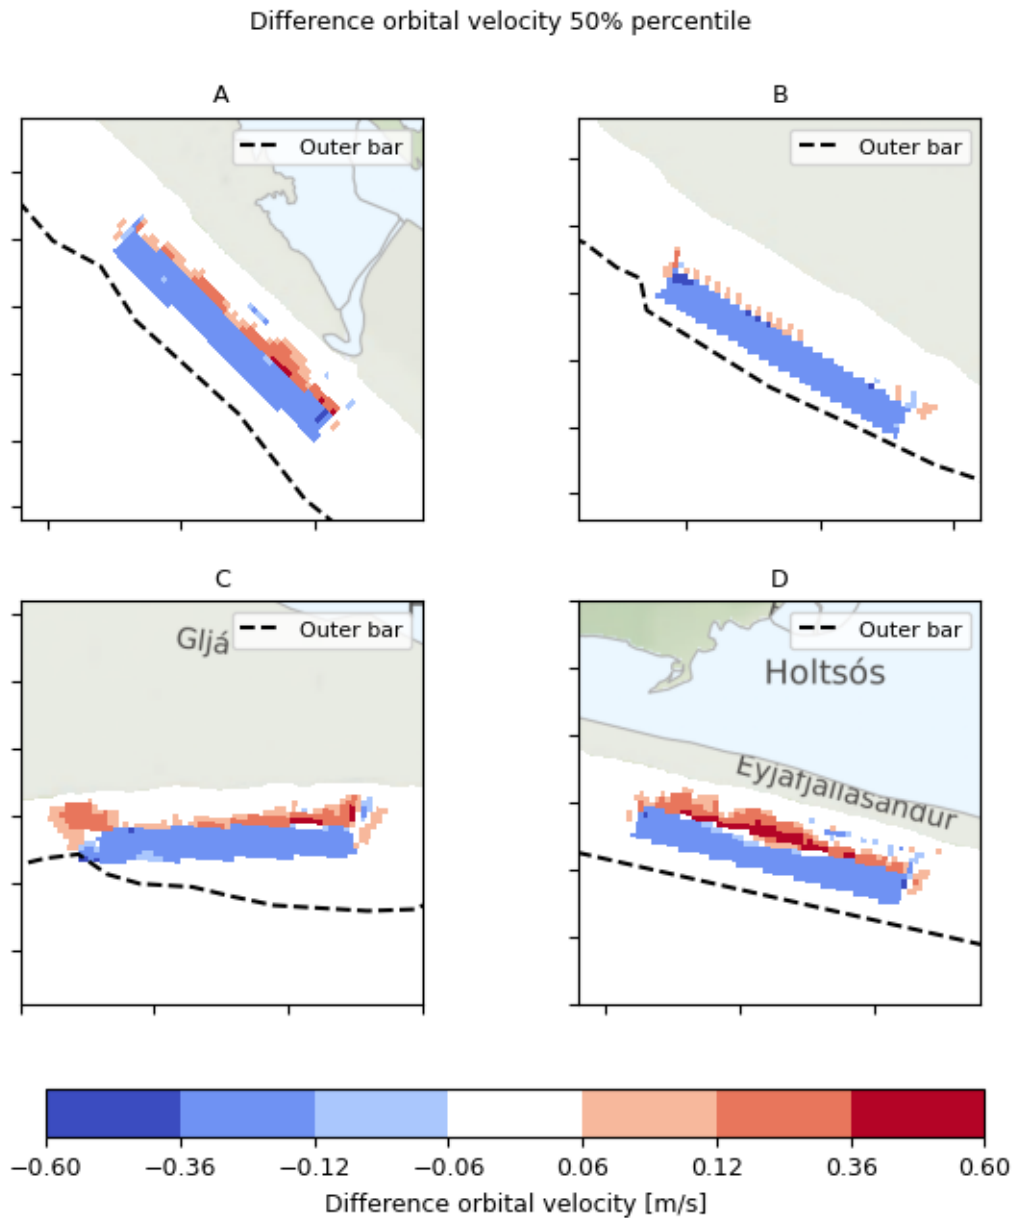 Difference orbital velocity 50% percentile
A
Outer bar
B
Outer bar
C
Gljá
Outer bar
D
Outer bar
Holtsós
Eyjafjallasandur
−0.60 −0.36 −0.12 −0.06 0.06 0.12 0.36 0.60
Difference orbital velocity [m/s]